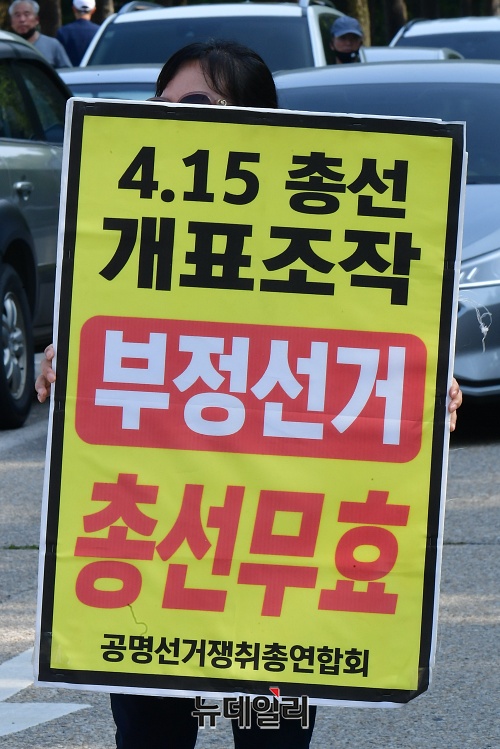 4.15 총선
개표조작
부정선거
총선무효
공명선거쟁취총연합회
뉴데일리